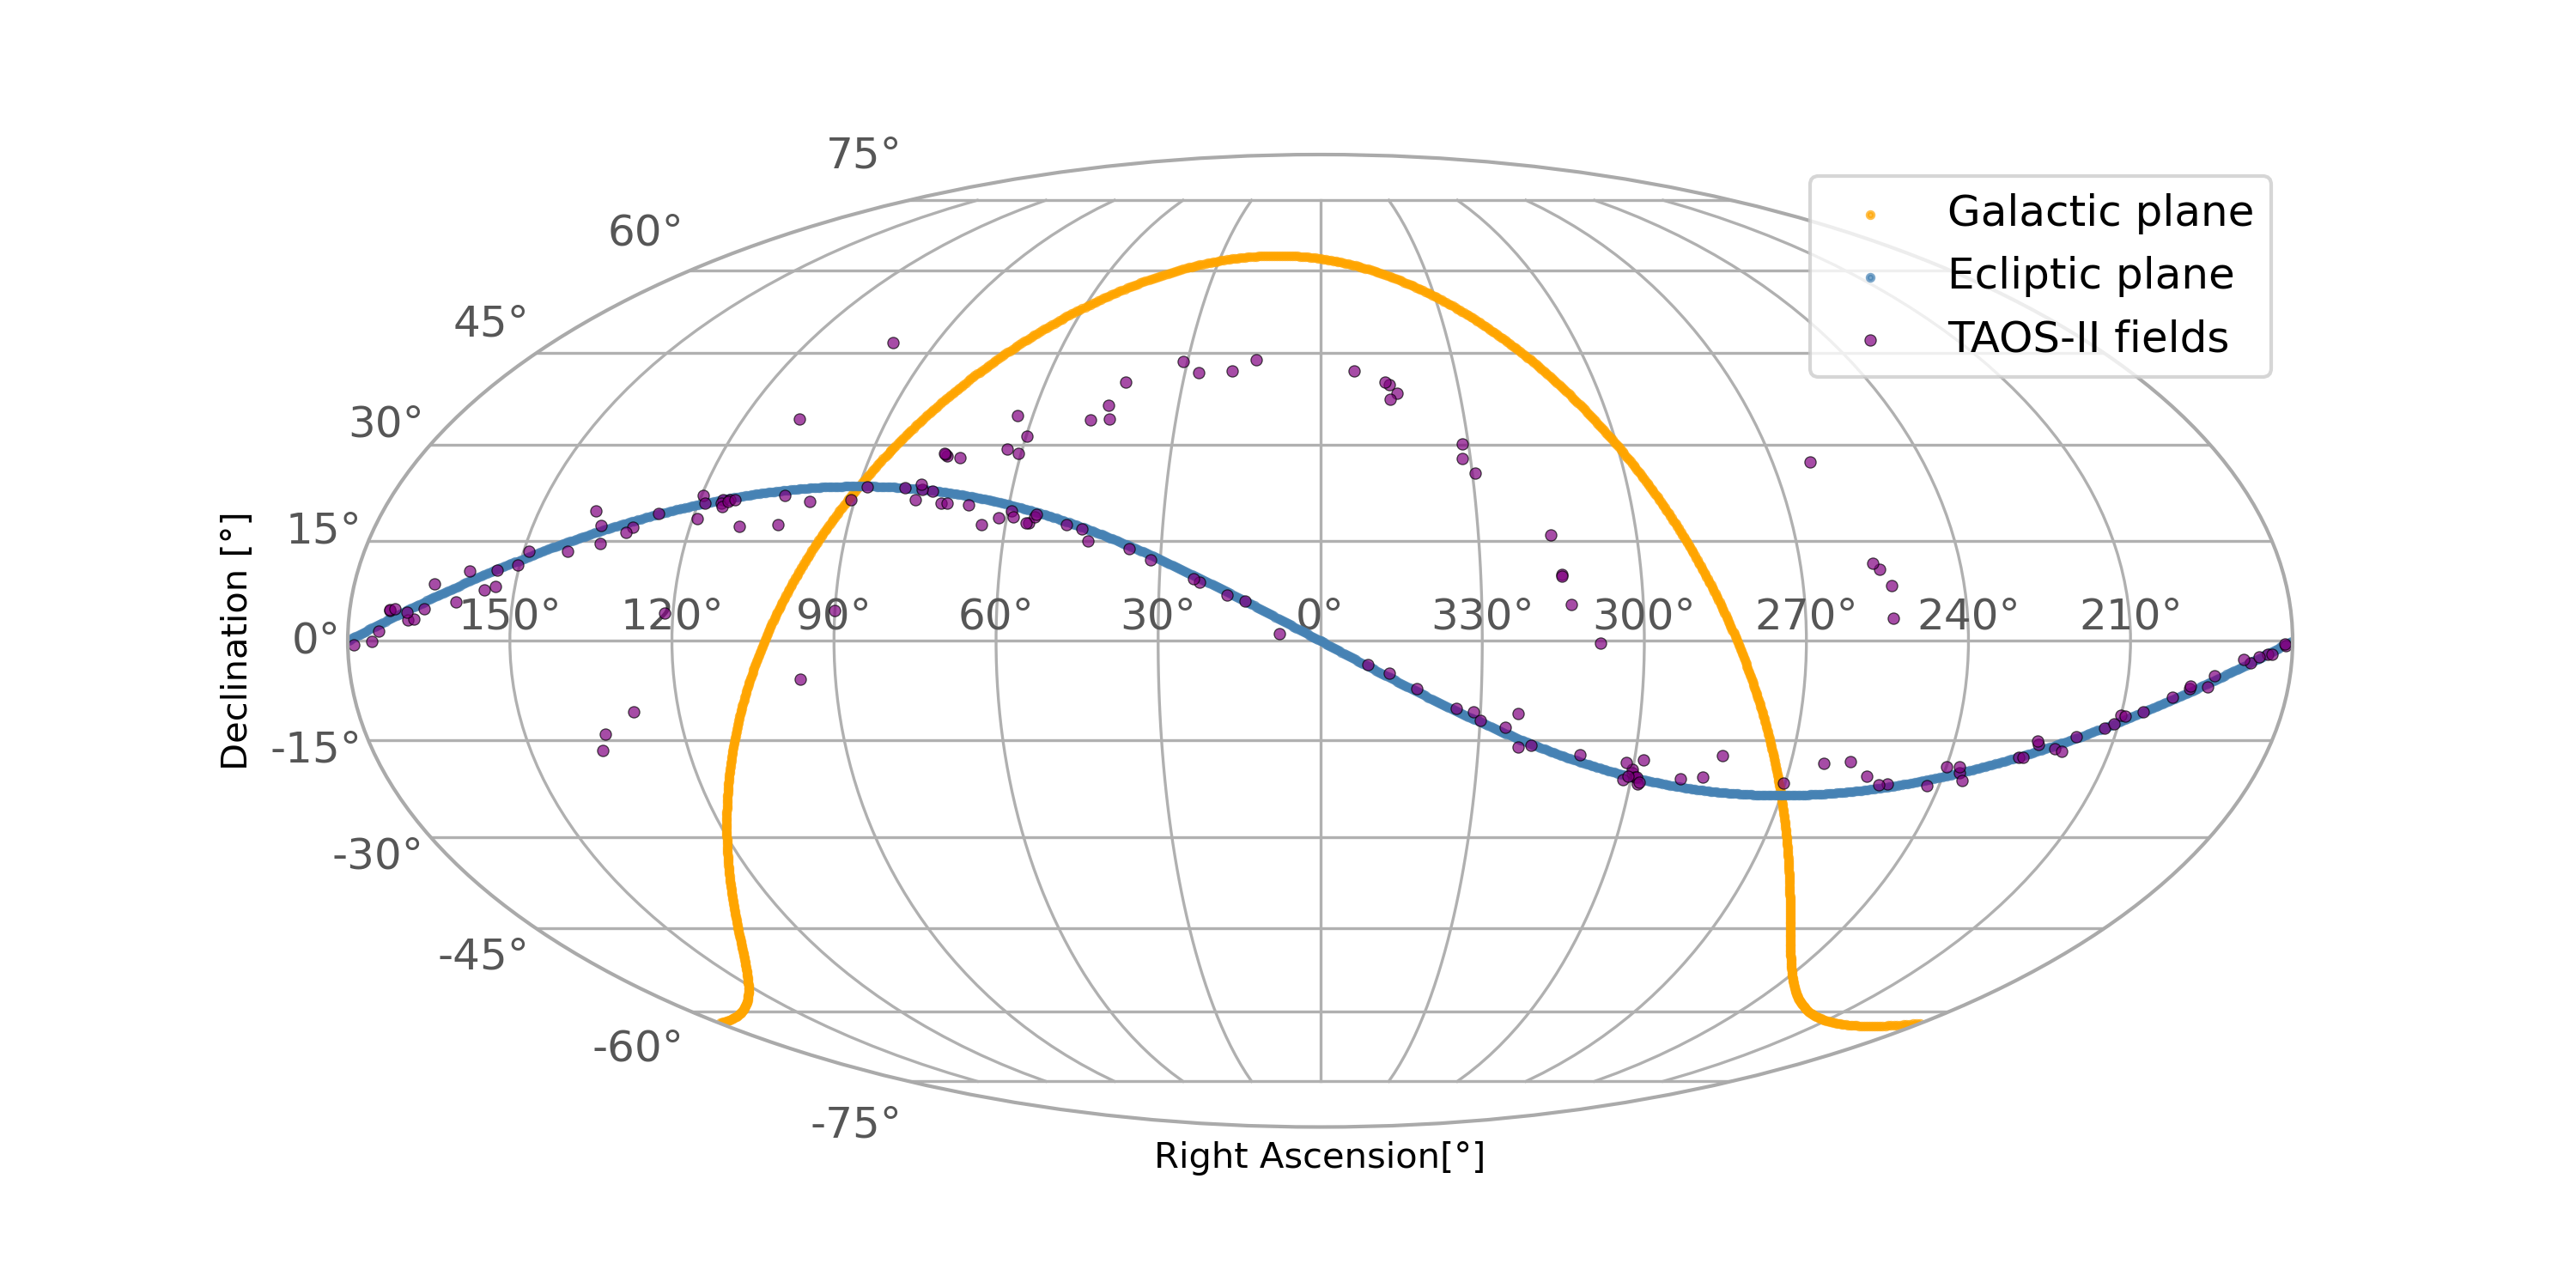 75°
60°
45°
30°
15°
0°
-15°
-30°
-45°
-60°
-75°
150° 120° 90° 60° 30° 0° 330° 300° 270° 240° 210°
Galactic plane
Ecliptic plane
TAOS-II fields
Declination [°]
Right Ascension[°]